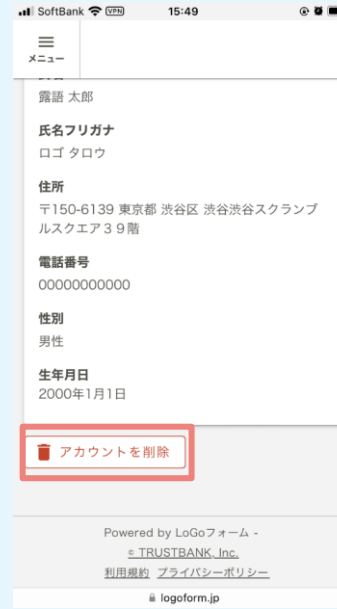 SoftBank VPN 15:49
メニュー
露語 太郎
氏名フリガナ
ロゴ タロウ
住所
〒150-6139 東京都 渋谷区 渋谷渋谷スクランブ
ルスクエア３９階
電話番号
00000000000
性別
男性
生年月日
2000年1月1日
アカウントを削除
Powered by LoGoフォーム -
© TRUSTBANK, Inc.
利用規約 プライバシーポリシー
logoform.jp